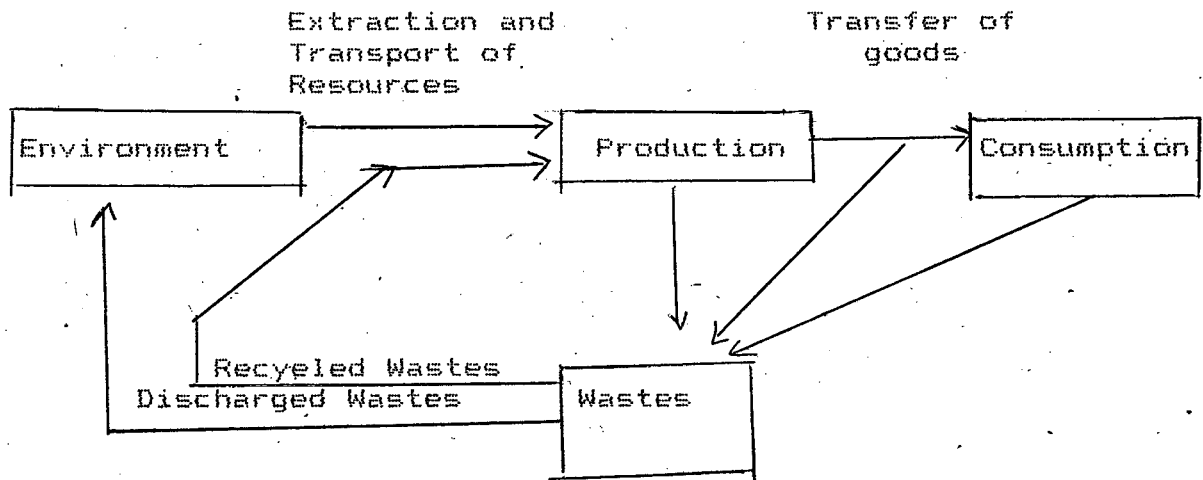 Extraction and
Transport of
Resources
Transfer of
goods
Environment
Production
Consumption
Recyeled Wastes
Discharged Wastes
Wastes